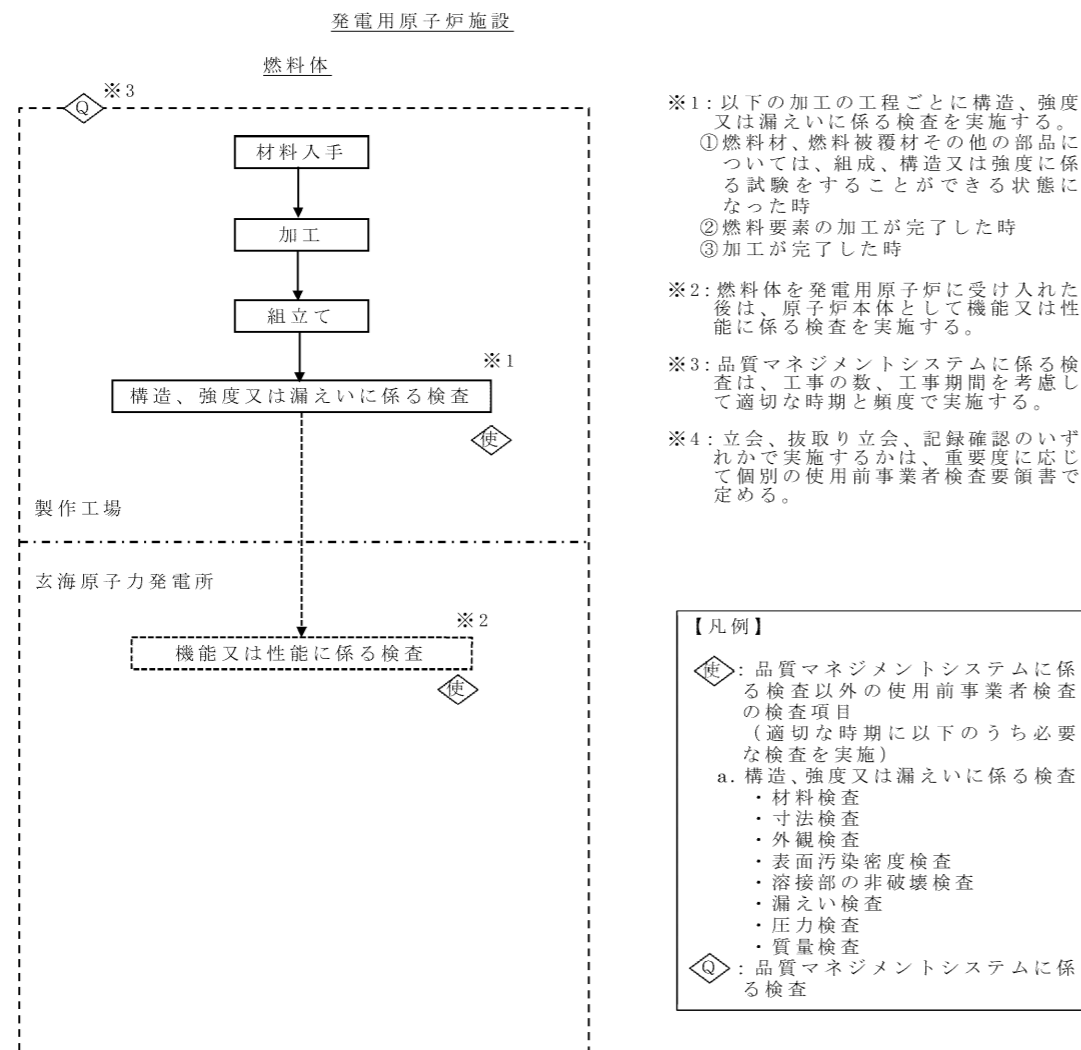 発電用原子炉施設
燃料体
Q
※3
材料入手
加工
組立て
※1
構造、強度又は漏えいに係る検査
使
製作工場
玄海原子力発電所
※2
機能又は性能に係る検査
使
※1：以下の加工の工程ごとに構造、強度
又は漏えいに係る検査を実施する。
①燃料材、燃料被覆材その他の部品に
ついては、組成、構造又は強度に係
る試験をすることができる状態に
なった時
②燃料要素の加工が完了した時
③加工が完了した時
※2：燃料体を発電用原子炉に受け入れた
後は、原子炉本体として機能又は性
能に係る検査を実施する。
※3：品質マネジメントシステムに係る検
査は、工事の数、工事期間を考慮し
て適切な時期と頻度で実施する。
※4：立会、抜取り立会、記録確認のいず
れかで実施するかは、重要度に応じ
て個別の使用前事業者検査要領書で
定める。
【凡例】
使：品質マネジメントシステムに係
る検査以外の使用前事業者検査
の検査項目
（適切な時期に以下のうち必要
な検査を実施）
a. 構造、強度又は漏えいに係る検査
・材料検査
・寸法検査
・外観検査
・表面汚染密度検査
・溶接部の非破壊検査
・漏えい検査
・圧力検査
・質量検査
Q：品質マネジメントシステムに係
る検査